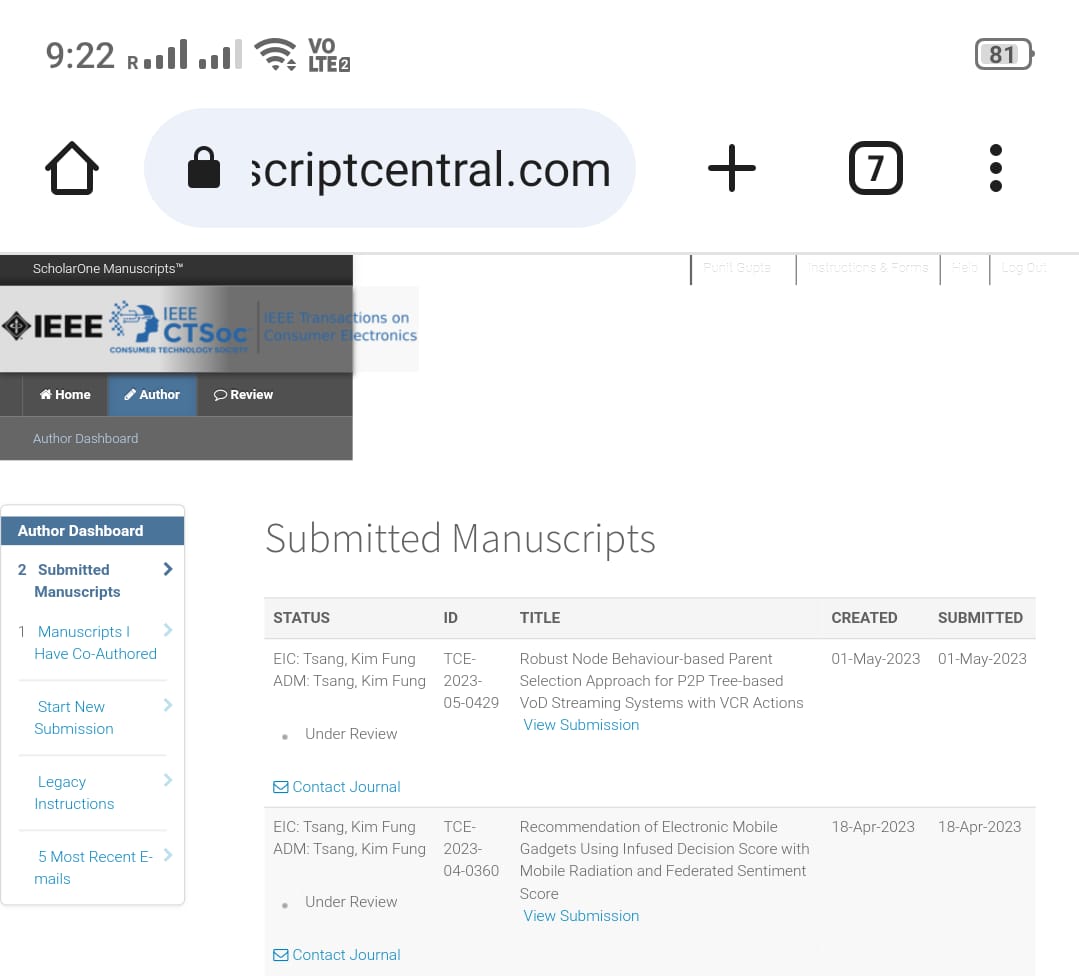 9:22 R VO LTE2 81
scriptcentral.com 7
ScholarOne Manuscripts™ Punit Gupta Instructions & Forms Help Log Out
IEEE IEEE CTSoc CONSUMER TECHNOLOGY SOCIETY IEEE Transactions on
Consumer Electronics
Home Author Review
Author Dashboard
Author Dashboard
2 Submitted
Manuscripts
1 Manuscripts I
Have Co-Authored
Start New
Submission
Legacy
Instructions
5 Most Recent E-
mails
Submitted Manuscripts
STATUS ID TITLE CREATED SUBMITTED
EIC: Tsang, Kim Fung TCE- Robust Node Behaviour-based Parent 01-May-2023 01-May-2023
ADM: Tsang, Kim Fung 2023- Selection Approach for P2P Tree-based
05-0429 VoD Streaming Systems with VCR Actions
View Submission
Under Review
Contact Journal
EIC: Tsang, Kim Fung TCE- Recommendation of Electronic Mobile 18-Apr-2023 18-Apr-2023
ADM: Tsang, Kim Fung 2023- Gadgets Using Infused Decision Score with
04-0360 Mobile Radiation and Federated Sentiment
Score
View Submission
Under Review
Contact Journal